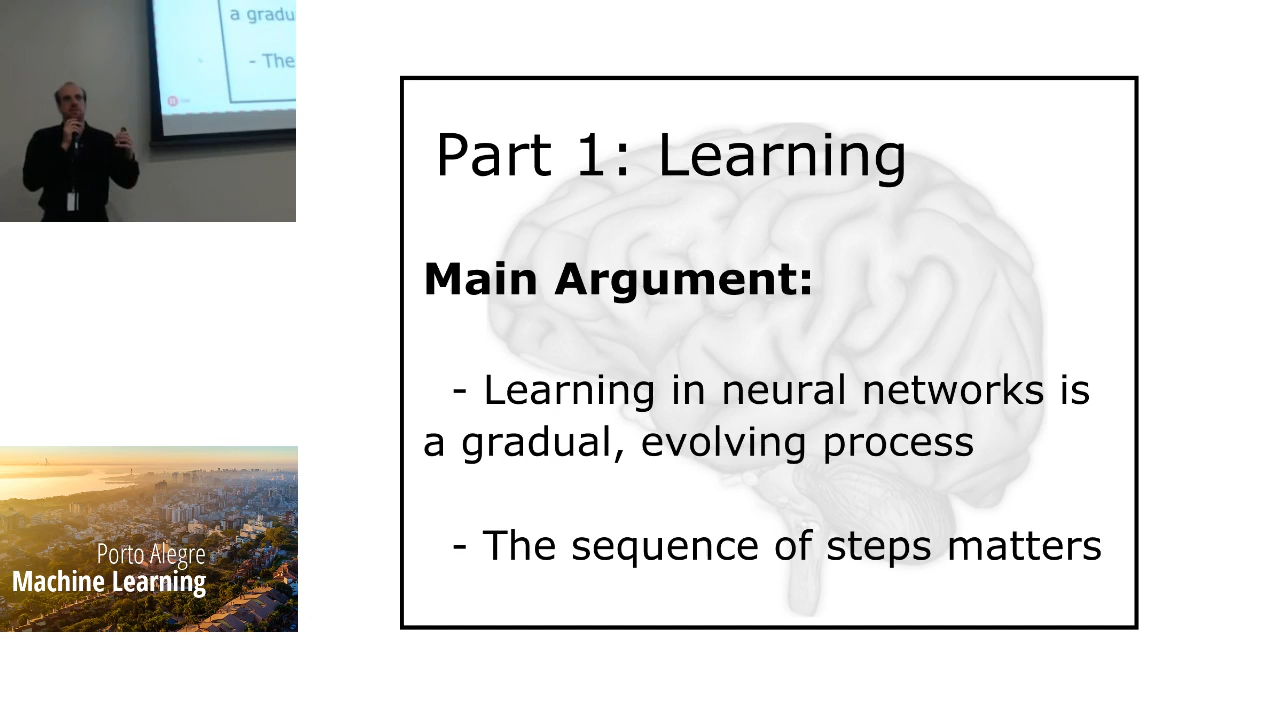 a gradu
- The
Part 1: Learning
Main Argument:
- Learning in neural networks is
a gradual, evolving process
- The sequence of steps matters
Porto Alegre
Machine Learning